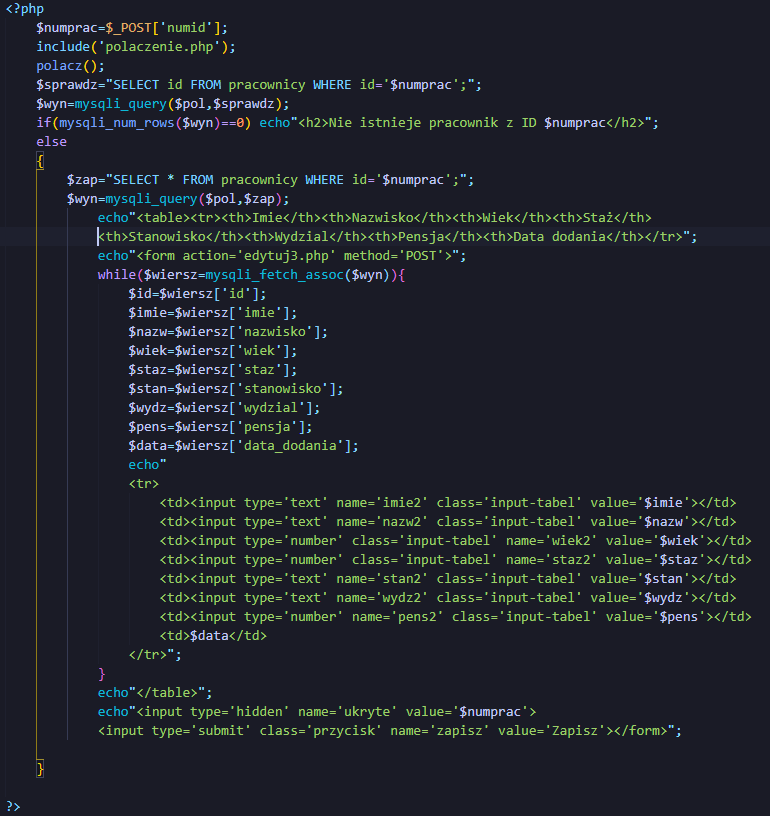 <?php
$numprac=$_POST['numid'];
include('polaczenie.php');
polacz();
$sprawdz="SELECT id FROM pracownicy WHERE id='$numprac';";
$wyn=mysqli_query($pol,$sprawdz);
if(mysqli_num_rows($wyn)==0) echo"<h2>Nie istnieje pracownik z ID $numprac</h2>";
else
{
$zap="SELECT * FROM pracownicy WHERE id='$numprac';";
$wyn=mysqli_query($pol,$zap);
echo"<table><tr><th>Imie</th><th>Nazwisko</th><th>Wiek</th><th>Staż</th>
<th>Stanowisko</th><th>Wydzial</th><th>Pensja</th><th>Data dodania</th></tr>";
echo"<form action='edytuj3.php' method='POST'>";
while($wiersz=mysqli_fetch_assoc($wyn)){
$id=$wiersz['id'];
$imie=$wiersz['imie'];
$nazw=$wiersz['nazwisko'];
$wiek=$wiersz['wiek'];
$staz=$wiersz['staz'];
$stan=$wiersz['stanowisko'];
$wydz=$wiersz['wydzial'];
$pens=$wiersz['pensja'];
$data=$wiersz['data_dodania'];
echo"
<tr>
<td><input type='text' name='imie2' class='input-tabel' value='$imie'></td>
<td><input type='text' name='nazw2' class='input-tabel' value='$nazw'></td>
<td><input type='number' class='input-tabel' name='wiek2' value='$wiek'></td>
<td><input type='number' class='input-tabel' name='staz2' value='$staz'></td>
<td><input type='text' name='stan2' class='input-tabel' value='$stan'></td>
<td><input type='text' name='wydz2' class='input-tabel' value='$wydz'></td>
<td><input type='number' name='pens2' class='input-tabel' value='$pens'></td>
<td>$data</td>
</tr>";
}
echo"</table>";
echo"<input type='hidden' name='ukryte' value='$numprac'>
<input type='submit' class='przycisk' name='zapisz' value='Zapisz'></form>";
}
?>